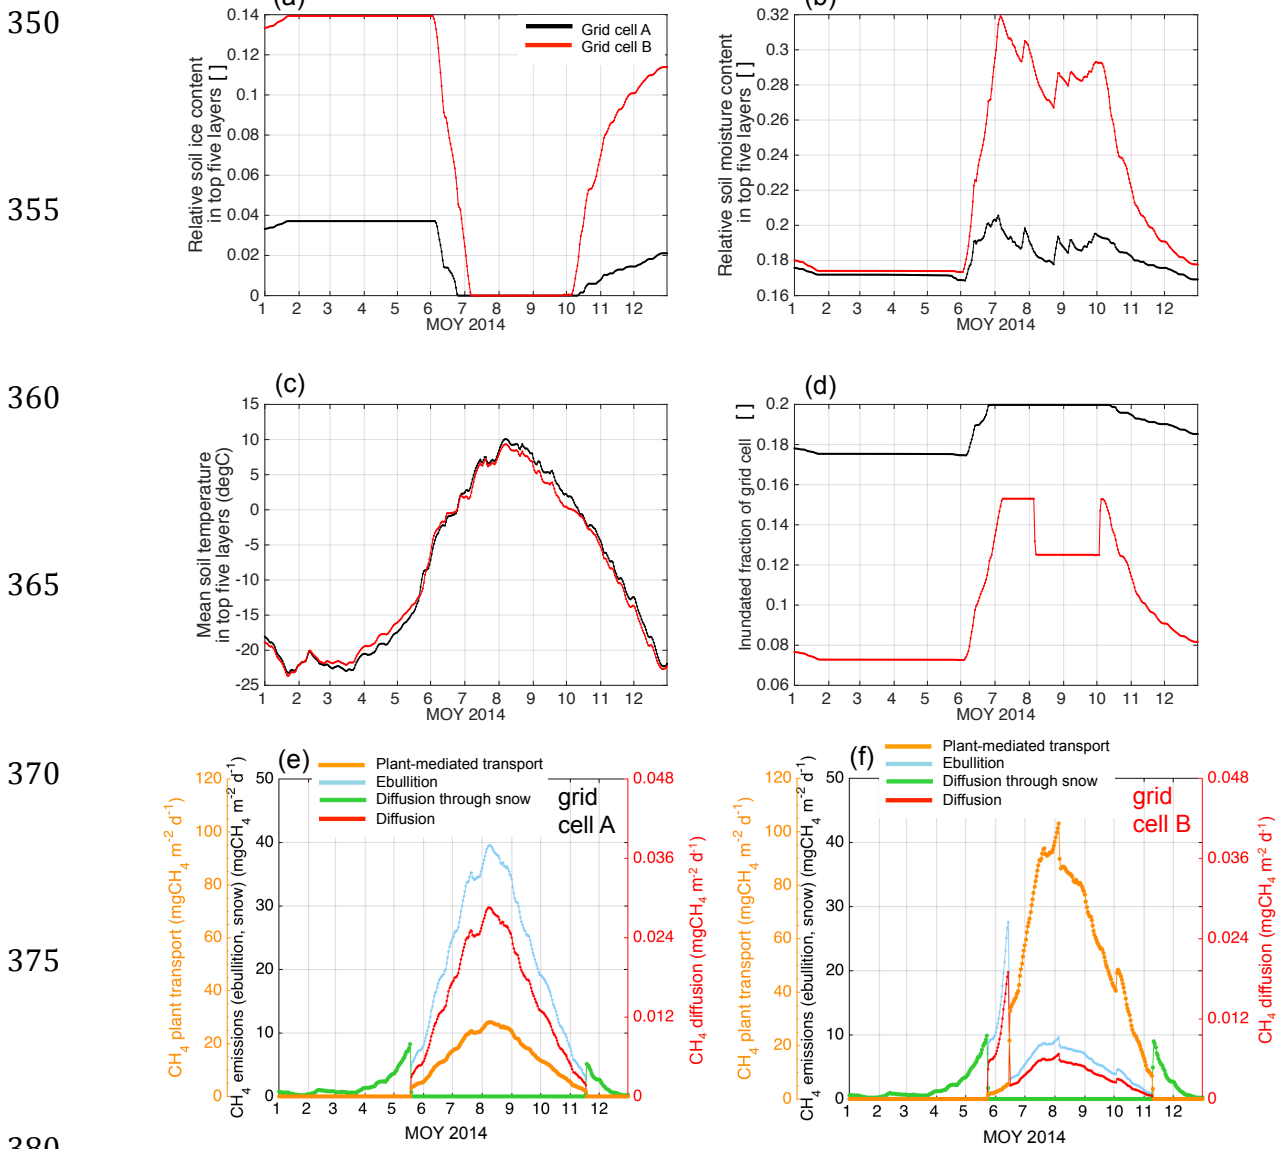 350
355
360
365
370
375
380
(a)
Grid cell A
Grid cell B
Relative soil ice content
in top five layers [ ]
0.14
0.12
0.1
0.08
0.06
0.04
0.02
0
1 2 3 4 5 6 7 8 9 10 11 12
MOY 2014
(b)
Relative soil moisture content
in top five layers [ ]
0.32
0.3
0.28
0.26
0.24
0.22
0.2
0.18
0.16
1 2 3 4 5 6 7 8 9 10 11 12
MOY 2014
(c)
Mean soil temperature
in top five layers (degC)
15
10
5
0
-5
-10
-15
-20
-25
1 2 3 4 5 6 7 8 9 10 11 12
MOY 2014
(d)
Inundated fraction of grid cell [ ]
0.2
0.18
0.16
0.14
0.12
0.1
0.08
0.06
1 2 3 4 5 6 7 8 9 10 11 12
MOY 2014
(e)
Plant-mediated transport
Ebullition
Diffusion through snow
Diffusion
grid
cell A
CH4 plant transport (mgCH4 m-2 d-1)
120
100
80
60
40
20
0
CH4 emissions (ebullition, snow) (mgCH4 m-2 d-1)
50
40
30
20
10
0
0.048
0.036
0.024
0.012
0
CH4 diffusion (mgCH4 m-2 d-1)
1 2 3 4 5 6 7 8 9 10 11 12
MOY 2014
(f)
Plant-mediated transport
Ebullition
Diffusion through snow
Diffusion
grid
cell B
CH4 plant transport (mgCH4 m-2 d-1)
120
100
80
60
40
20
0
CH4 emissions (ebullition, snow) (mgCH4 m-2 d-1)
50
40
30
20
10
0
0.048
0.036
0.024
0.012
0
CH4 diffusion (mgCH4 m-2 d-1)
1 2 3 4 5 6 7 8 9 10 11 12
MOY 2014